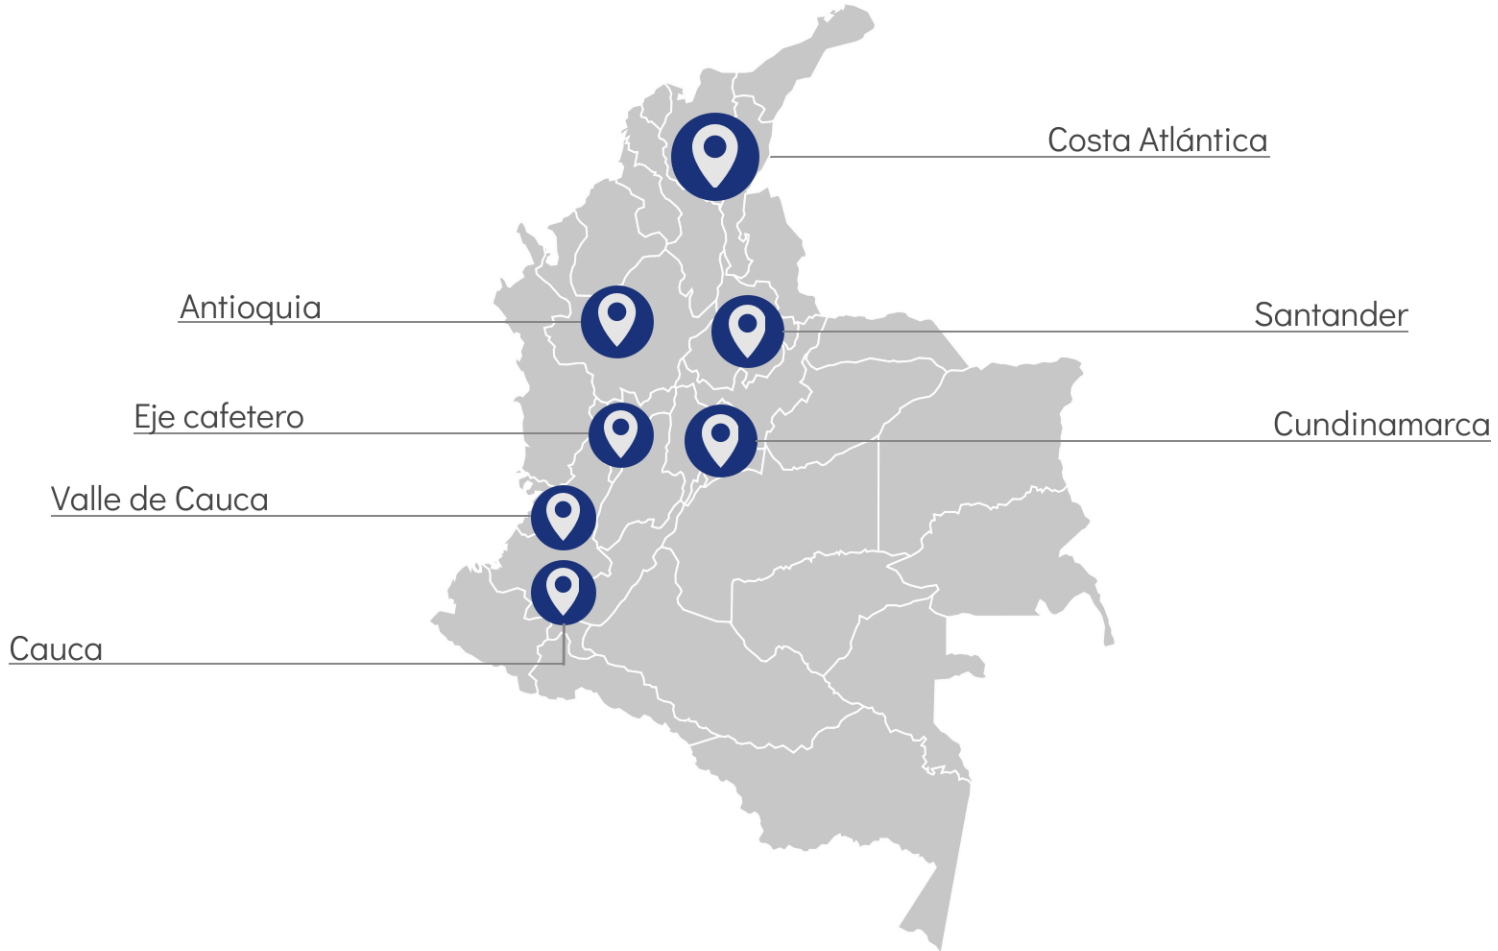 Costa Atlántica
Antioquia
Santander
Eje cafetero
Cundinamarca
Valle de Cauca
Cauca